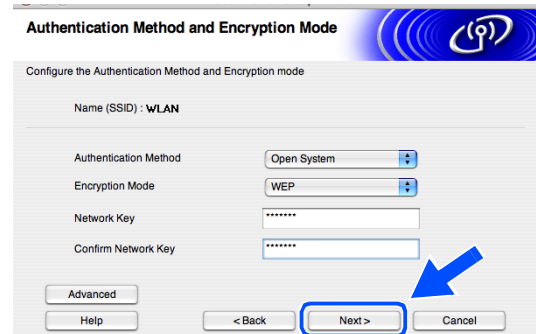 Authentication Method and Encryption Mode
Configure the Authentication Method and Encryption mode
Name (SSID) : WLAN
Authentication Method Open System
Encryption Mode WEP
Network Key *******
Confirm Network Key *******
Advanced
Help < Back Next > Cancel